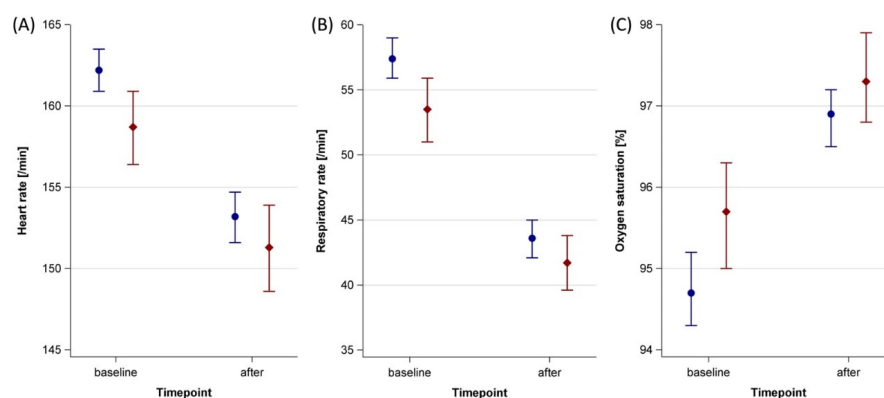 (A)
Heart rate [/min]
165
160
155
150
145
baseline
after
Timepoint
(B)
Respiratory rate [/min]
60
55
50
45
40
35
baseline
after
Timepoint
(C)
Oxygen saturation [%]
98
97
96
95
94
baseline
after
Timepoint